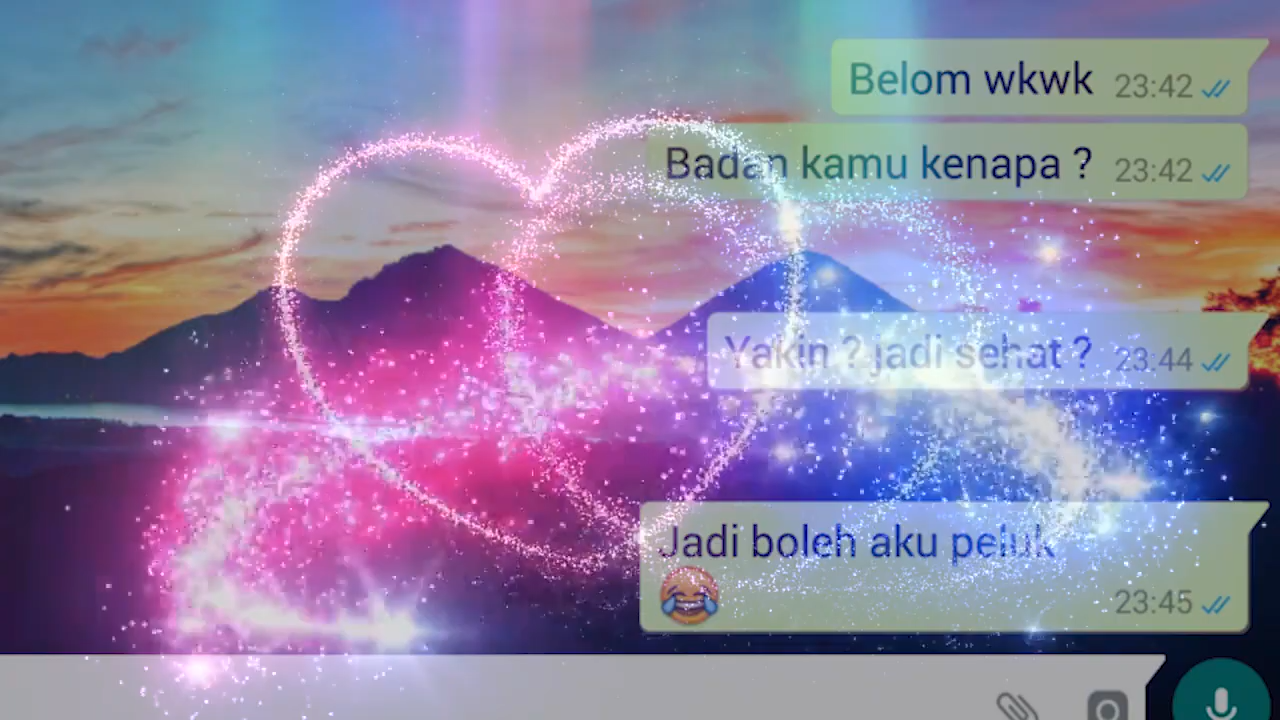 Belom wkwk 23:42
Badan kamu kenapa ? 23:42
Yakin ? jadi sehat ? 23:44
Jadi boleh aku peluk
😂 23:45